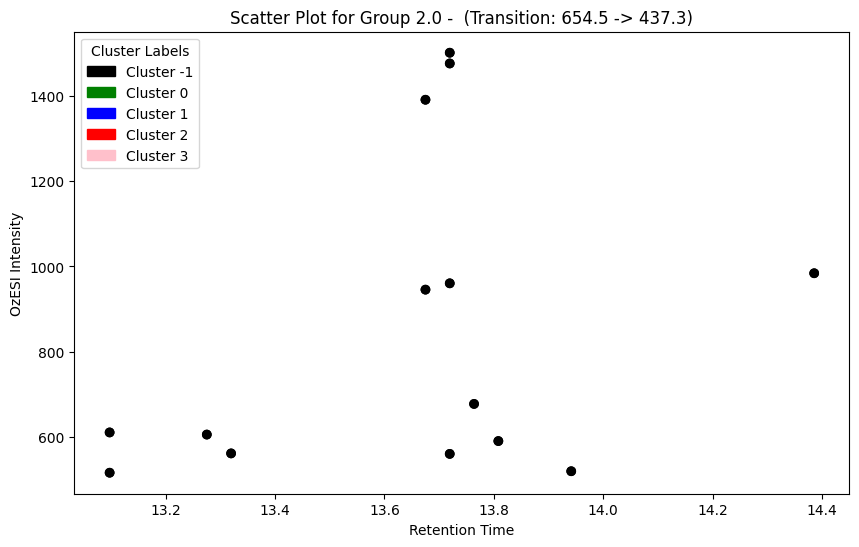 Scatter Plot for Group 2.0 -  (Transition: 654.5 -> 437.3)
Cluster Labels
Cluster -1
Cluster 0
Cluster 1
Cluster 2
Cluster 3
OzESI Intensity
1400
1200
1000
800
600
13.2 13.4 13.6 13.8 14.0 14.2 14.4
Retention Time